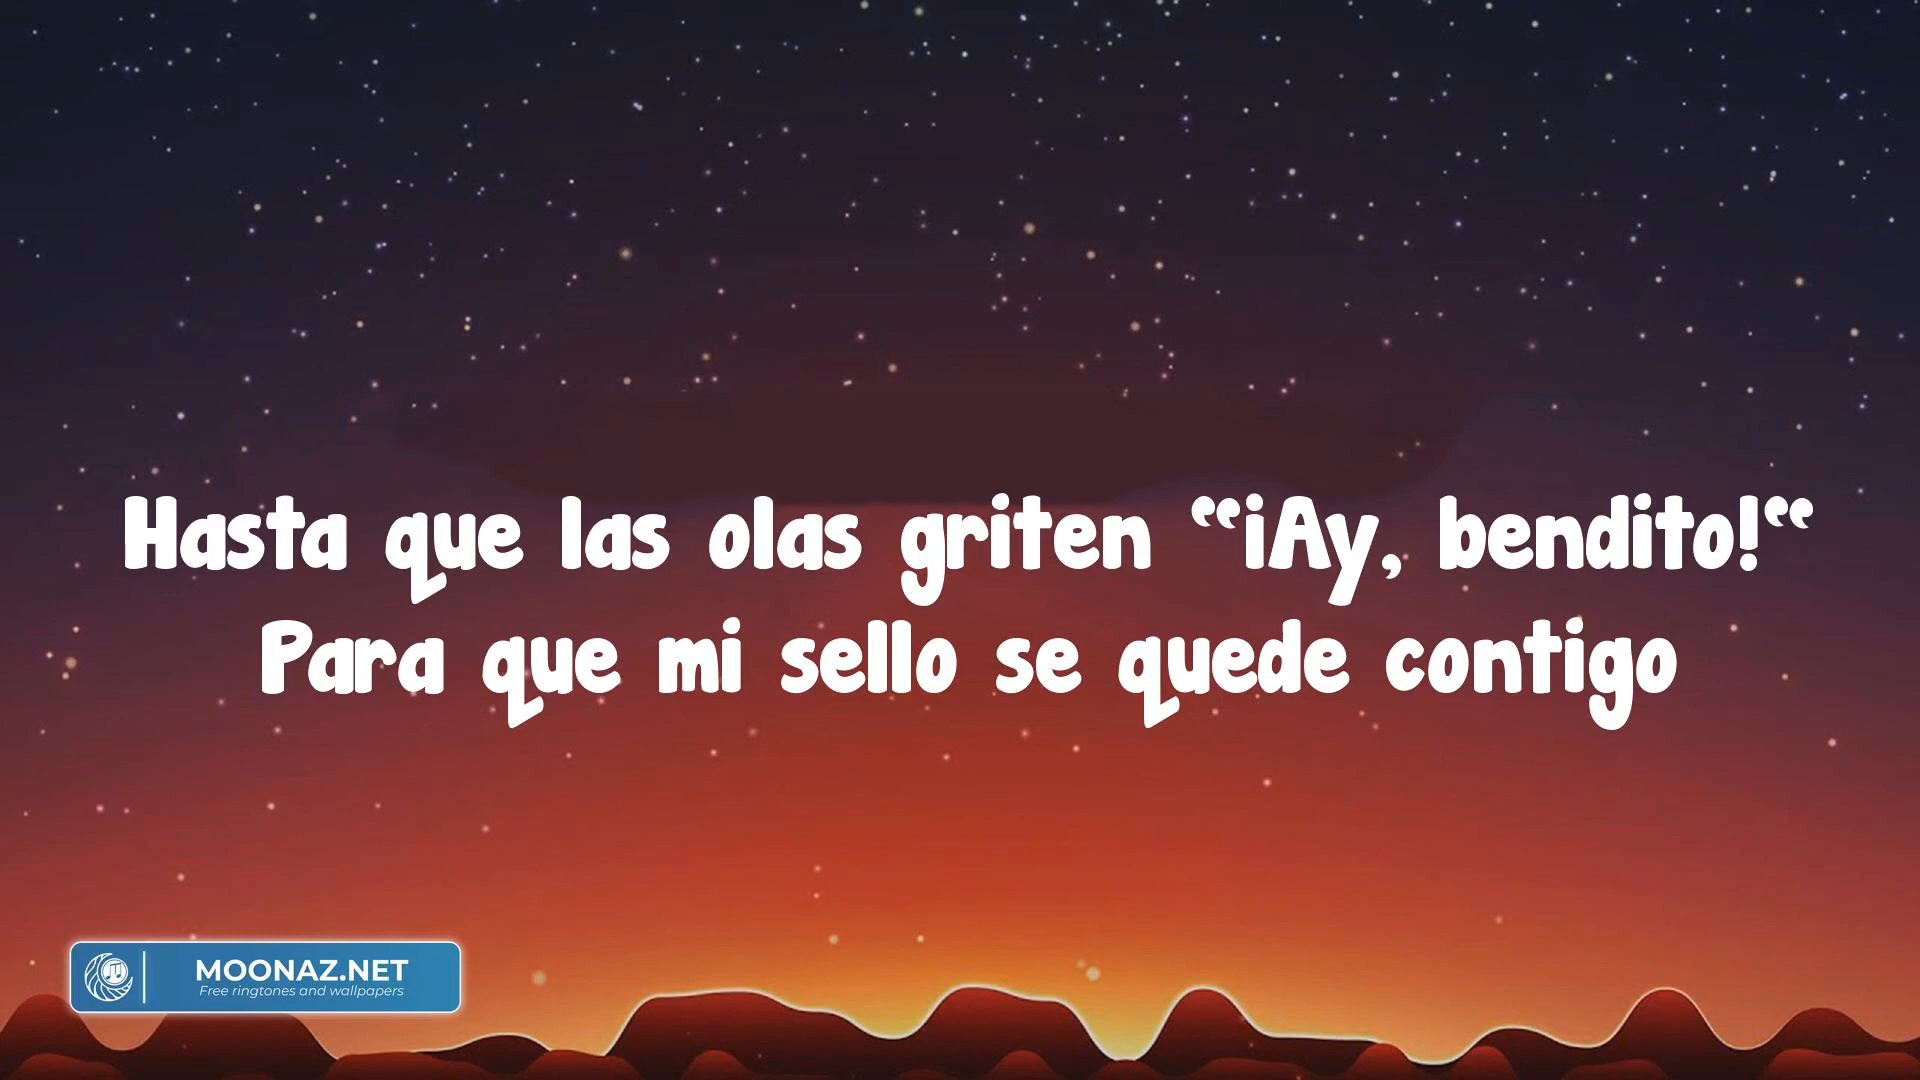 Hasta que las olas griten “¡Ay, bendito!“
Para que mi sello se quede contigo
MOONAZ.NET
Free ringtones and wallpapers